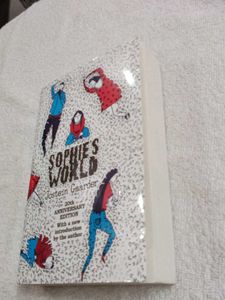 SOPHIE'S
WORLD
Jostein Gaarder
20th
ANNIVERSARY
EDITION
With a new
introduction
by the author